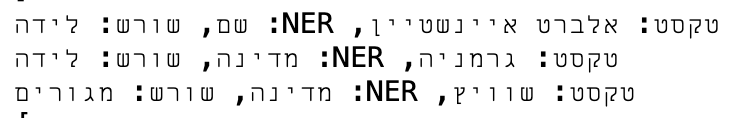 טקסט: אלברט איינשטיין, NER: שם, שורש: לידה
טקסט: גרמניה, NER: מדינה, שורש: לידה
טקסט: שוויץ, NER: מדינה, שורש: מגורים